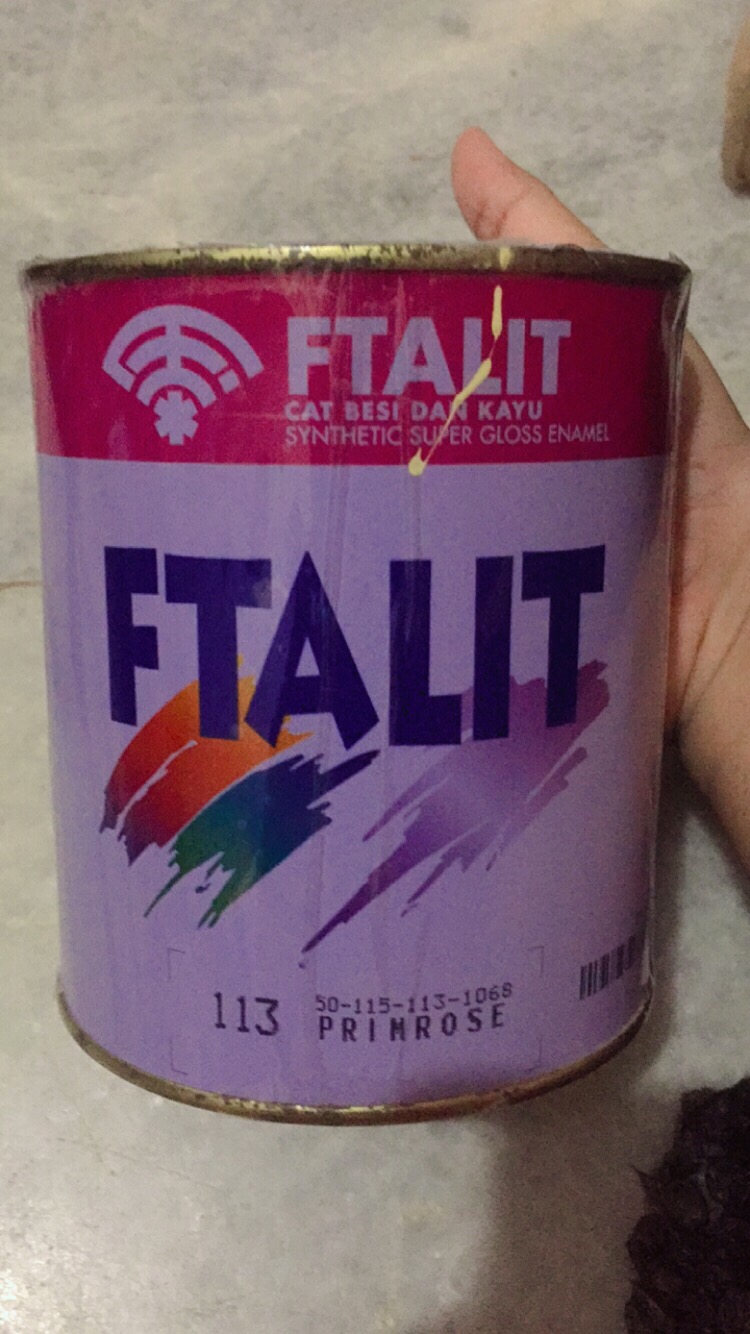 FTALIT
CAT BESI DAN KAYU
SYNTHETIC SUPER GLOSS ENAMEL
FTALIT
113
50-115-113-1068
PRIMROSE